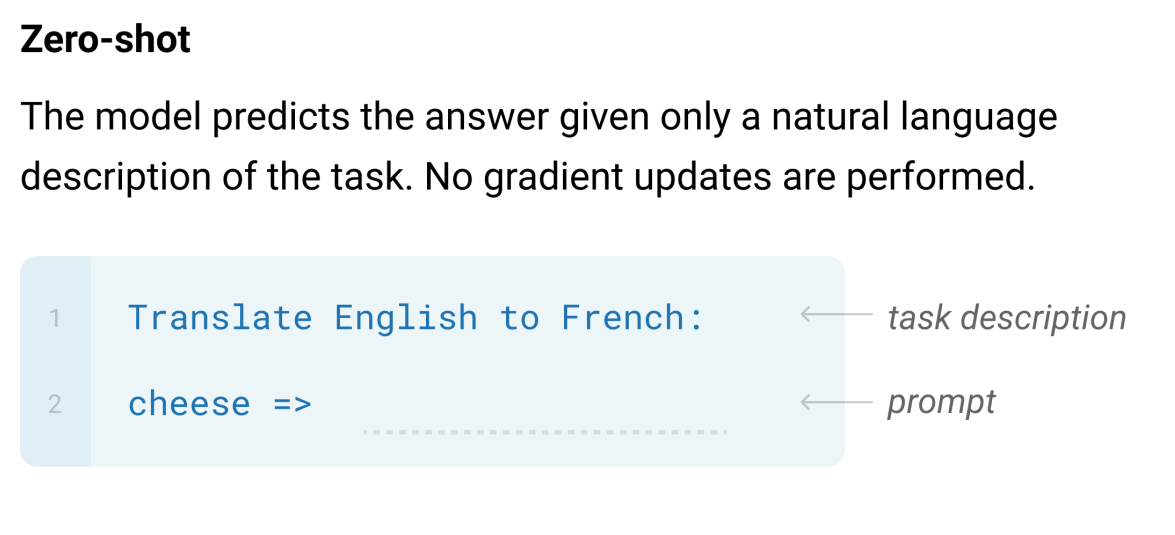 Zero-shot
The model predicts the answer given only a natural language
description of the task. No gradient updates are performed.
1 Translate English to French: task description
2 cheese => prompt